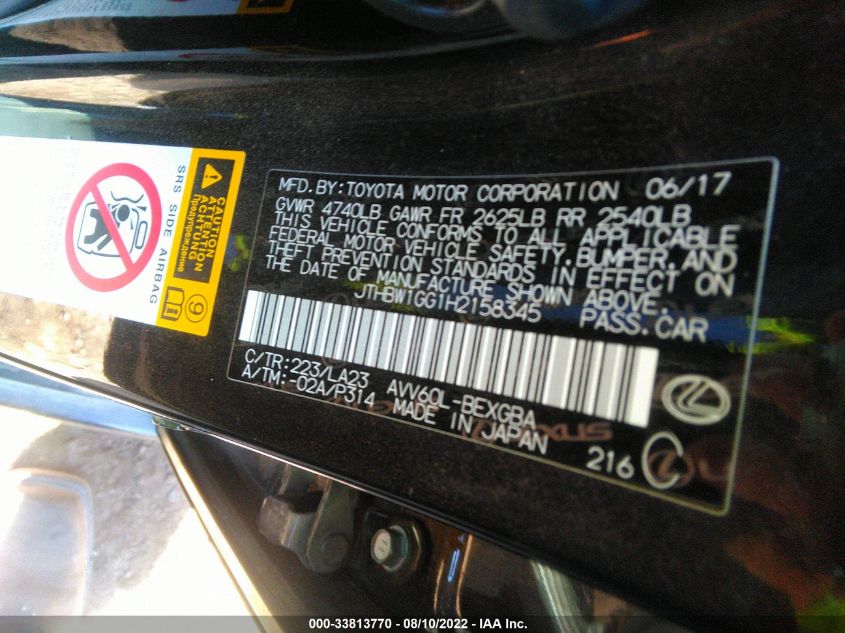 MFD. BY: TOYOTA MOTOR CORPORATION 06/17
GVWR 4740LB GAWR FR 2625LB RR 2540LB
THIS VEHICLE CONFORMS TO ALL APPLICABLE
FEDERAL MOTOR VEHICLE SAFETY, BUMPER, AND
THEFT PREVENTION STANDARDS IN EFFECT ON
THE DATE OF MANUFACTURE SHOWN ABOVE.
JTHBW1GG1H2158345 PASS. CAR
C/TR: 223/LA23 AVV60L-BEXGBA
A/TM: -02A/P314 MADE IN JAPAN
216 C
SRS SIDE AIRBAG
CAUTION
ATTENTION
ACHTUNG
Предупреждение
9
000-33813770 - 08/10/2022 - IAA Inc.